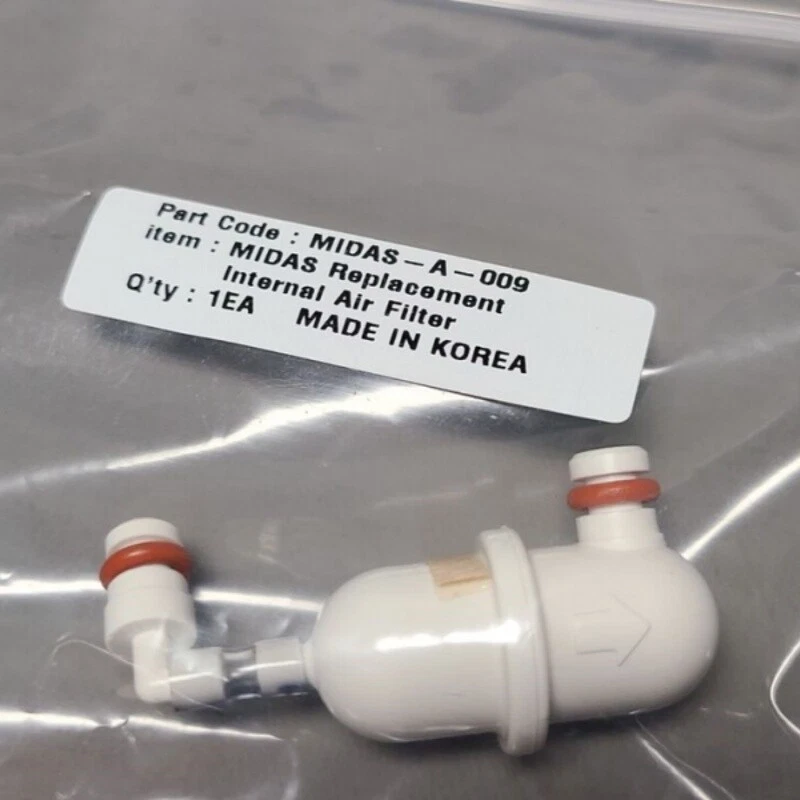 Part Code : MIDAS-A-009
item : MIDAS Replacement
Internal Air Filter
Q'ty : 1EA MADE IN KOREA